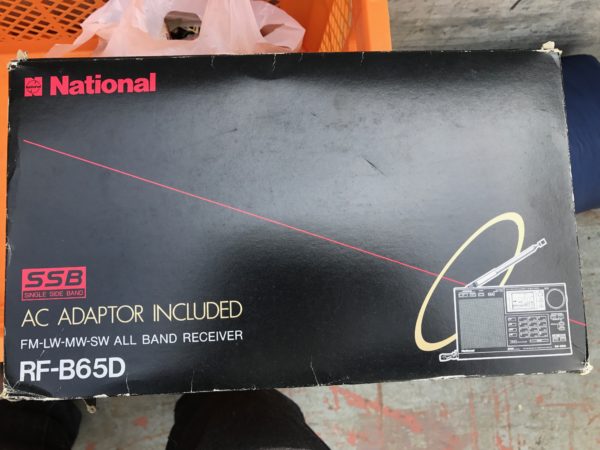 National
SSB
SINGLE SIDE BAND
AC ADAPTOR INCLUDED
FM-LW-MW-SW ALL BAND RECEIVER
RF-B65D